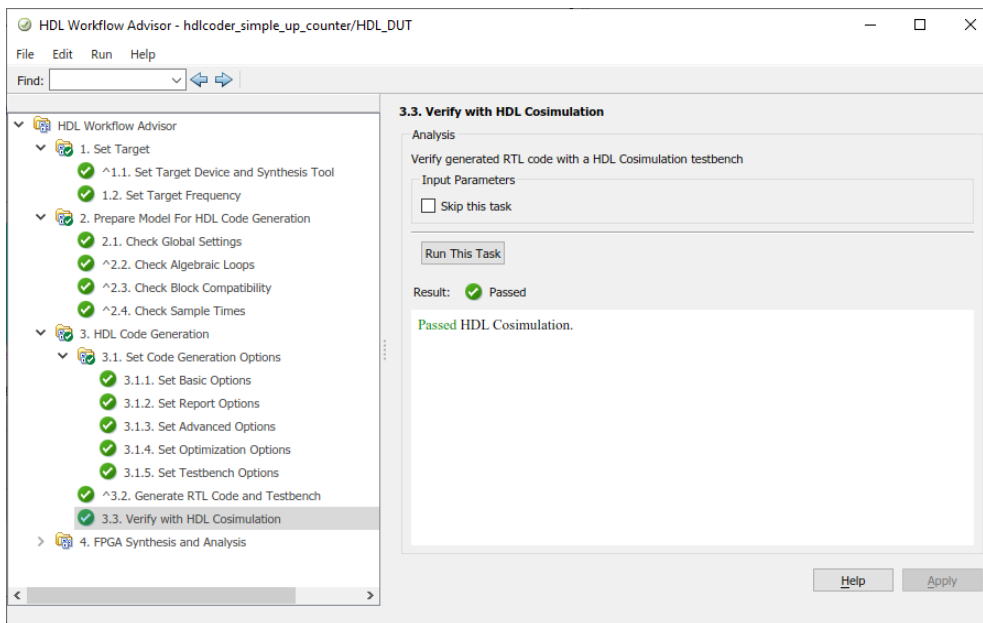 HDL Workflow Advisor - hdlcoder_simple_up_counter/HDL_DUT
File Edit Run Help
Find:
HDL Workflow Advisor
1. Set Target
^1.1. Set Target Device and Synthesis Tool
1.2. Set Target Frequency
2. Prepare Model For HDL Code Generation
2.1. Check Global Settings
^2.2. Check Algebraic Loops
^2.3. Check Block Compatibility
^2.4. Check Sample Times
3. HDL Code Generation
3.1. Set Code Generation Options
3.1.1. Set Basic Options
3.1.2. Set Report Options
3.1.3. Set Advanced Options
3.1.4. Set Optimization Options
3.1.5. Set Testbench Options
^3.2. Generate RTL Code and Testbench
3.3. Verify with HDL Cosimulation
4. FPGA Synthesis and Analysis
3.3. Verify with HDL Cosimulation
Analysis
Verify generated RTL code with a HDL Cosimulation testbench
Input Parameters
Skip this task
Run This Task
Result: Passed
Passed HDL Cosimulation.
Help Apply